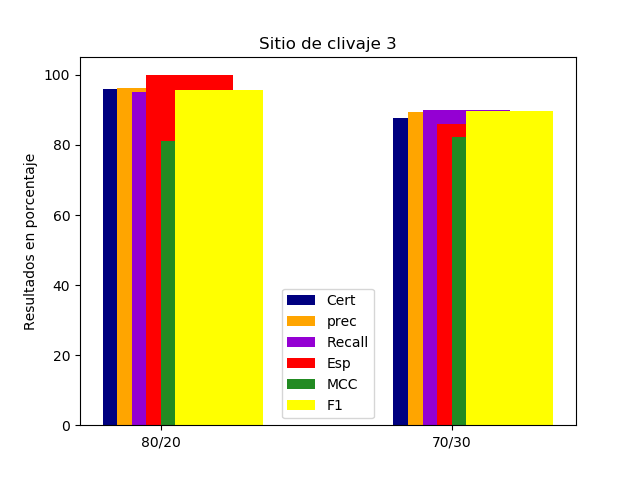 Sitio de clivaje 3
Resultados en porcentaje
100
80
60
40
20
0
80/20
70/30
Cert
prec
Recall
Esp
MCC
F1